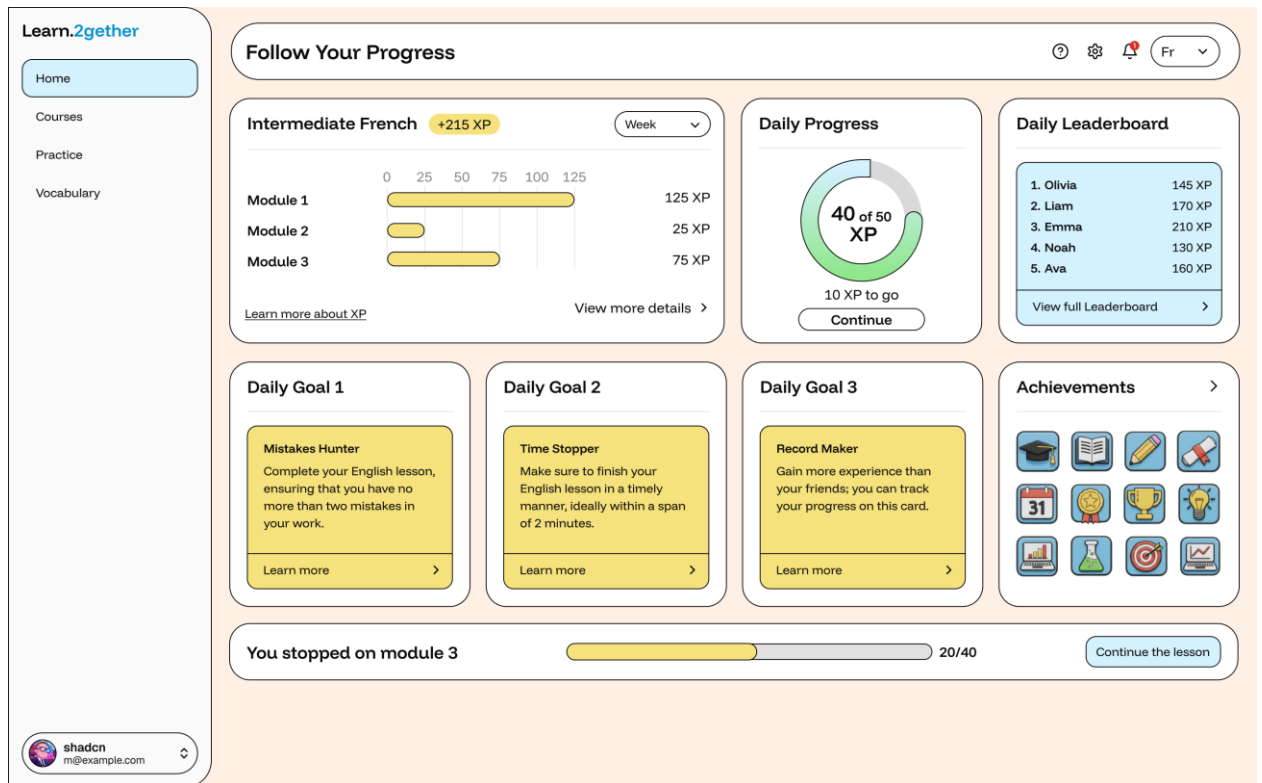 Learn.2gether
Home
Courses
Practice
Vocabulary
shadcn
m@example.com
Follow Your Progress
Fr
Intermediate French
+215 XP
Week
0 25 50 75 100 125
Module 1 125 XP
Module 2 25 XP
Module 3 75 XP
Learn more about XP
View more details
Daily Progress
40 of 50
XP
10 XP to go
Continue
Daily Leaderboard
1. Olivia 145 XP
2. Liam 170 XP
3. Emma 210 XP
4. Noah 130 XP
5. Ava 160 XP
View full Leaderboard
Daily Goal 1
Mistakes Hunter
Complete your English lesson,
ensuring that you have no
more than two mistakes in
your work.
Learn more
Daily Goal 2
Time Stopper
Make sure to finish your
English lesson in a timely
manner, ideally within a span
of 2 minutes.
Learn more
Daily Goal 3
Record Maker
Gain more experience than
your friends; you can track
your progress on this card.
Learn more
Achievements
31
You stopped on module 3
20/40
Continue the lesson